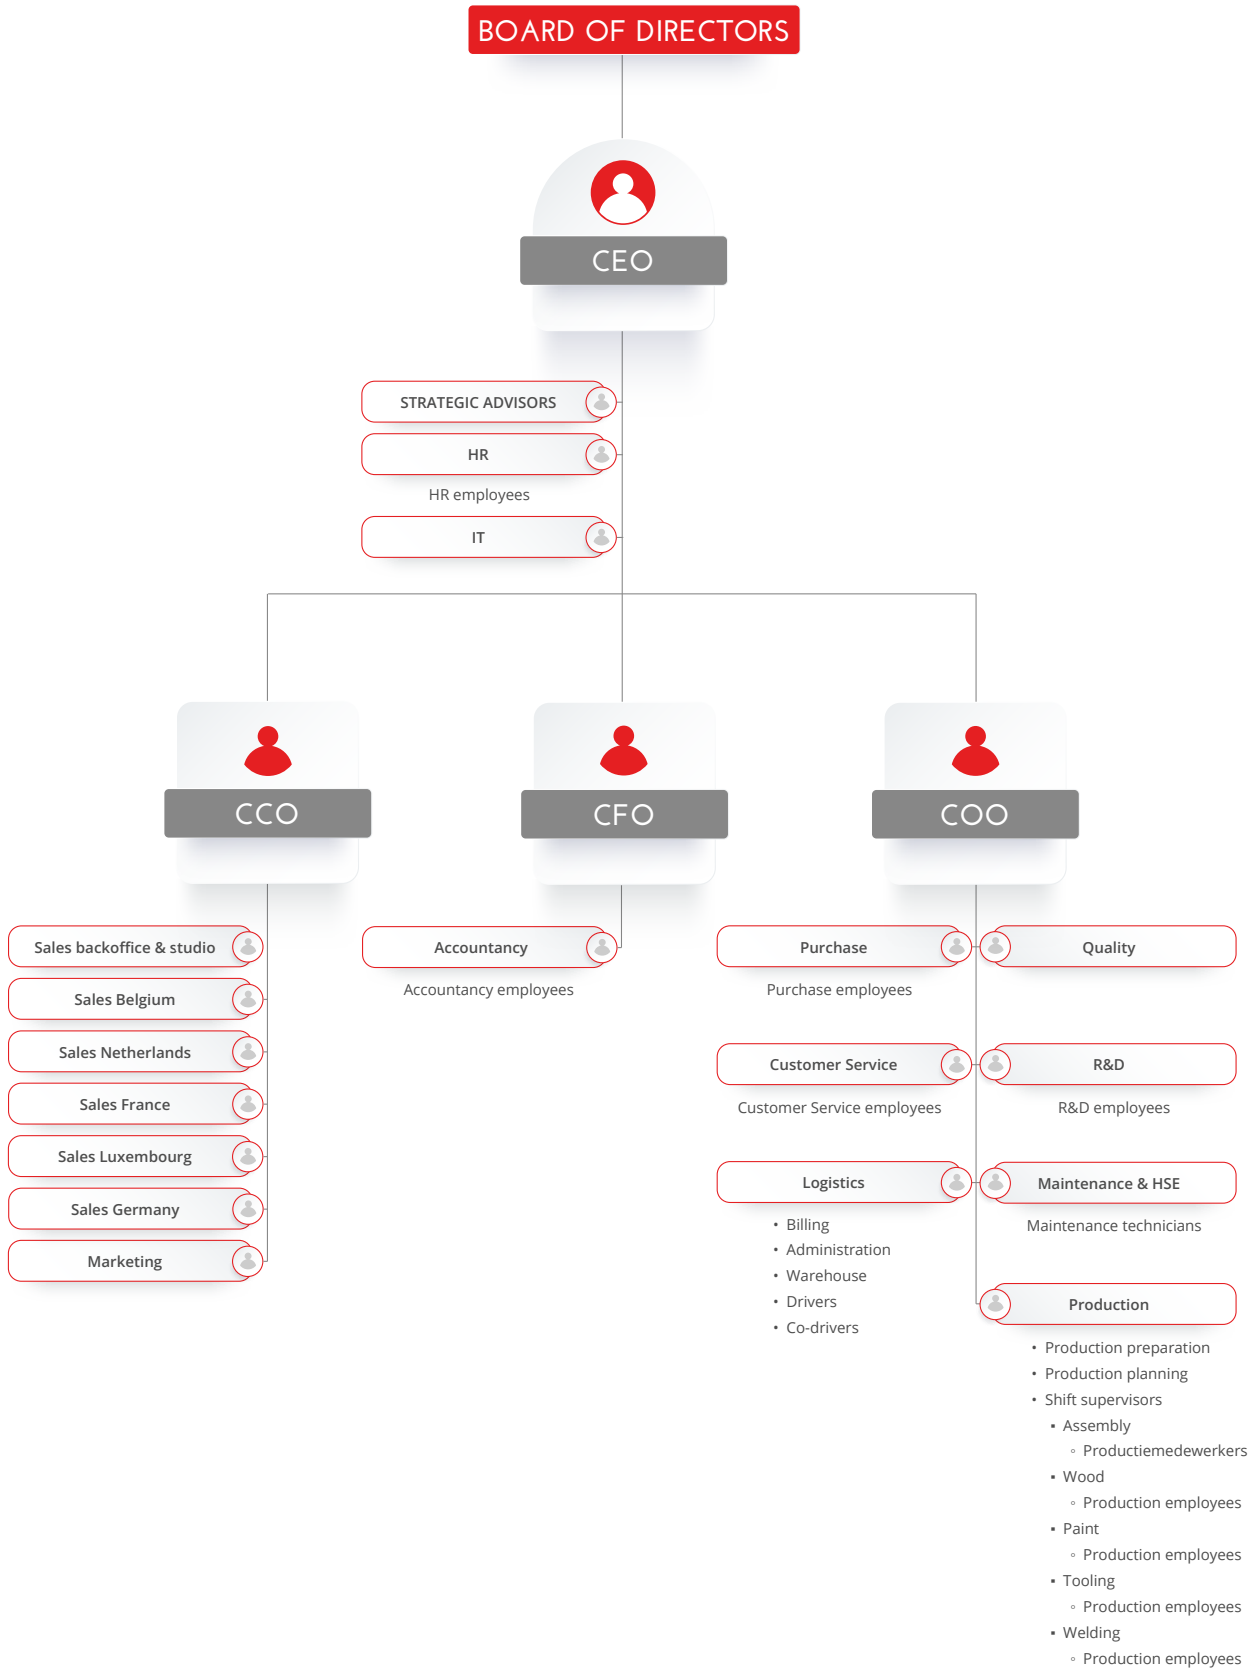 BOARD OF DIRECTORS
CEO
STRATEGIC ADVISORS
HR
HR employees
IT
CCO
CFO
COO
Sales backoffice & studio
Sales Belgium
Sales Netherlands
Sales France
Sales Luxembourg
Sales Germany
Marketing
Accountancy
Accountancy employees
Purchase
Purchase employees
Customer Service
Customer Service employees
Logistics
• Billing
• Administration
• Warehouse
• Drivers
• Co-drivers
Quality
R&D
R&D employees
Maintenance & HSE
Maintenance technicians
Production
• Production preparation
• Production planning
• Shift supervisors
▪ Assembly
◦ Productiemedewerkers
▪ Wood
◦ Production employees
▪ Paint
◦ Production employees
▪ Tooling
◦ Production employees
▪ Welding
◦ Production employees